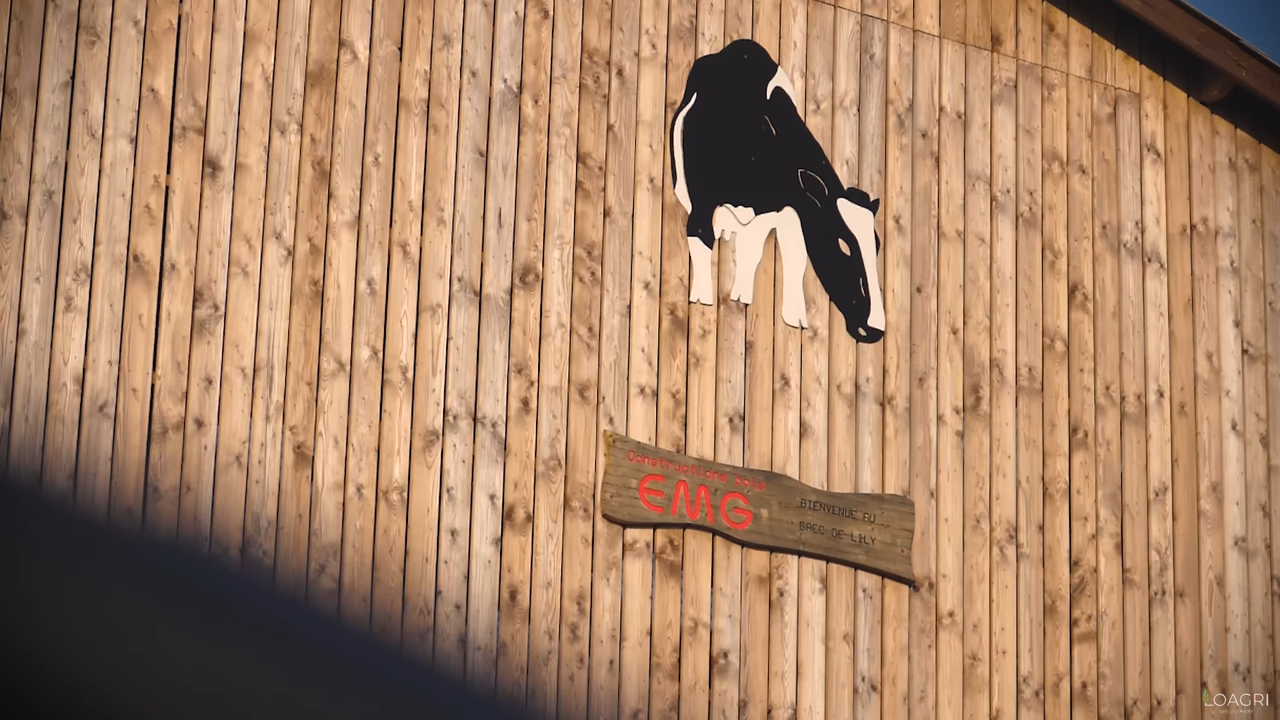 Constructions bois
EMG
BIENVENUE AU
GAEC DE LILY
LOAGRI